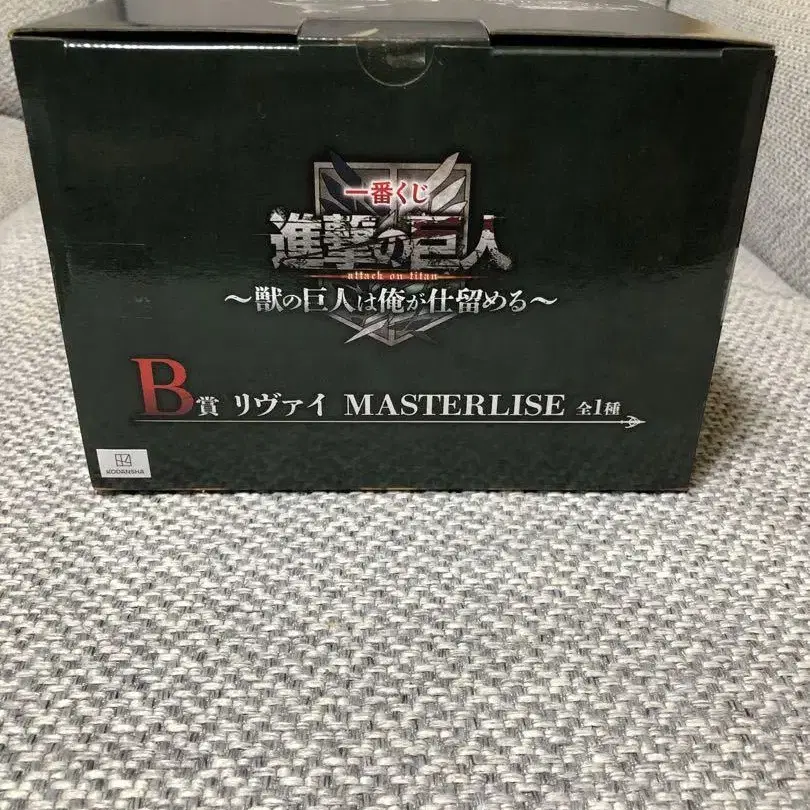 一番くじ
進撃の巨人
attack on titan
〜獣の巨人は俺が仕留める〜
B賞 リヴァイ MASTERLISE 全1種
KODANSHA